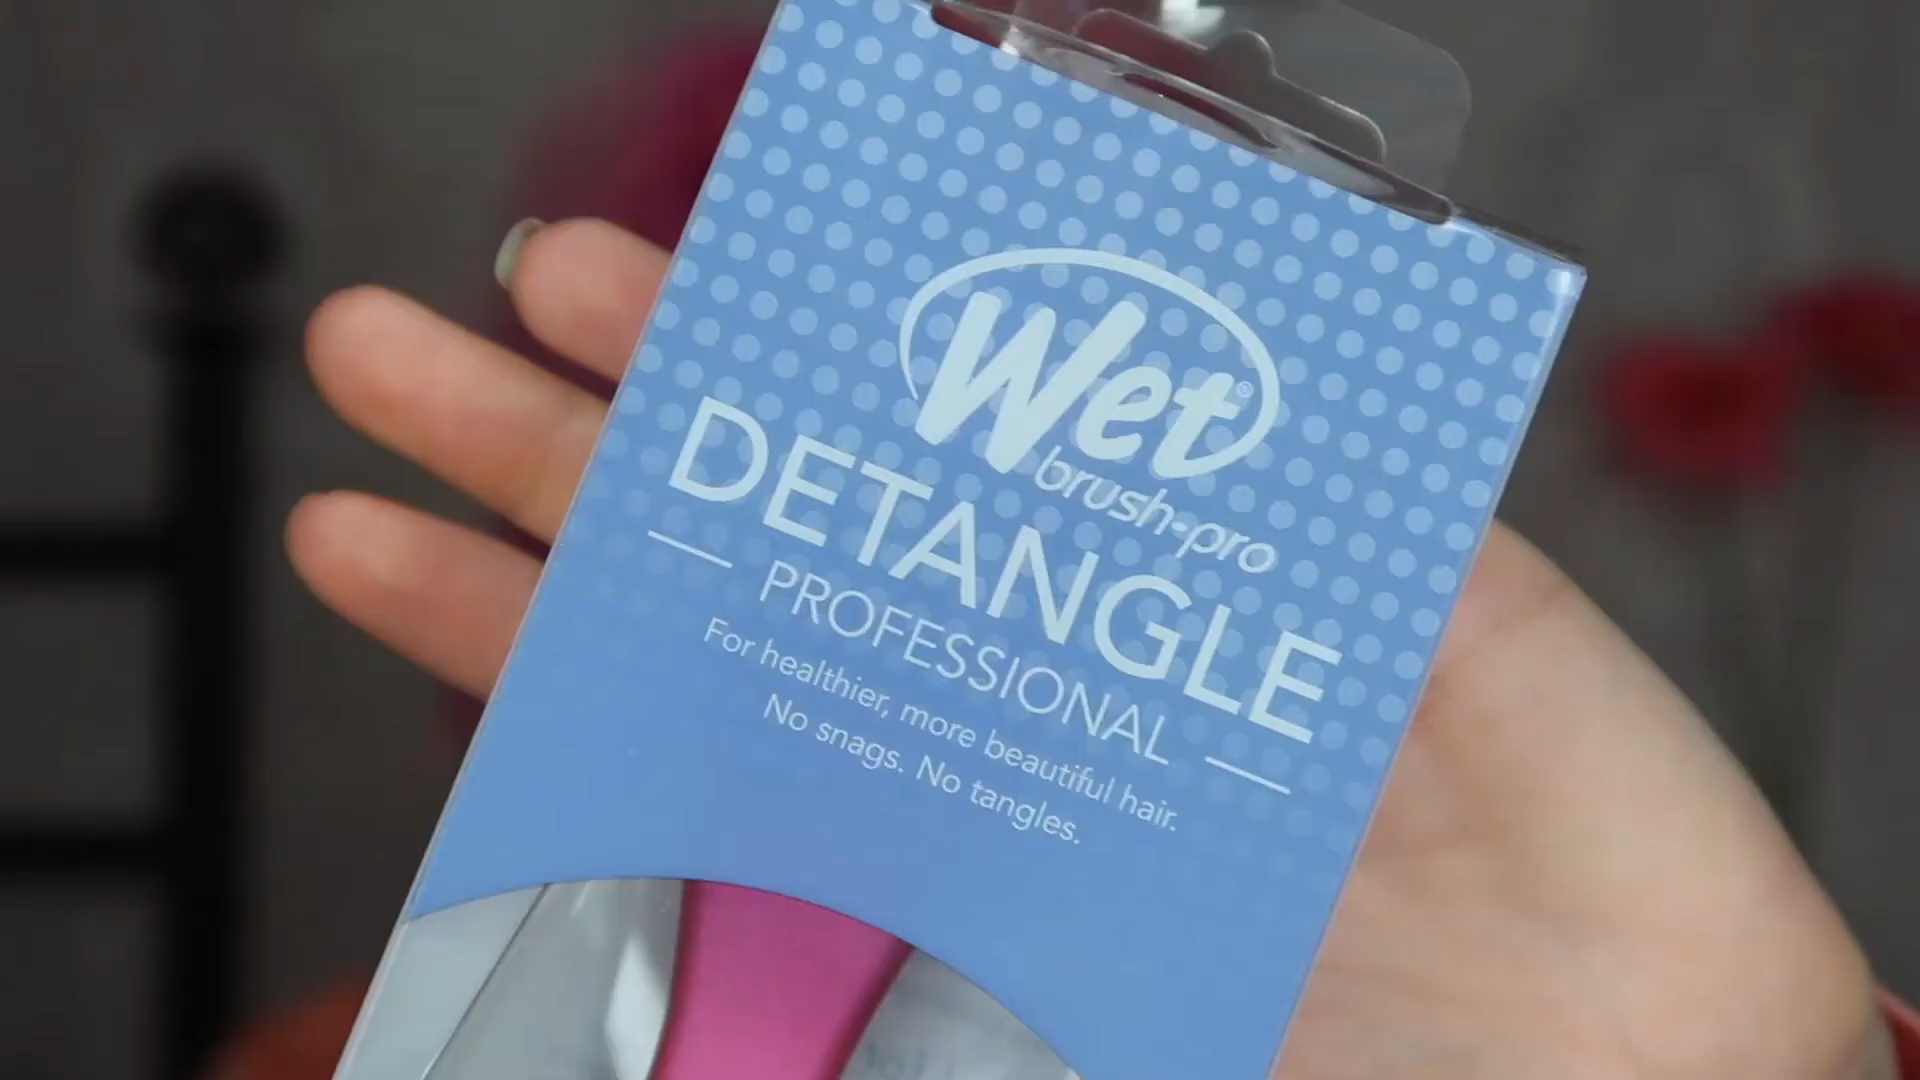 Wet®
brush-pro
DETANGLE
PROFESSIONAL
For healthier, more beautiful hair.
No snags. No tangles.